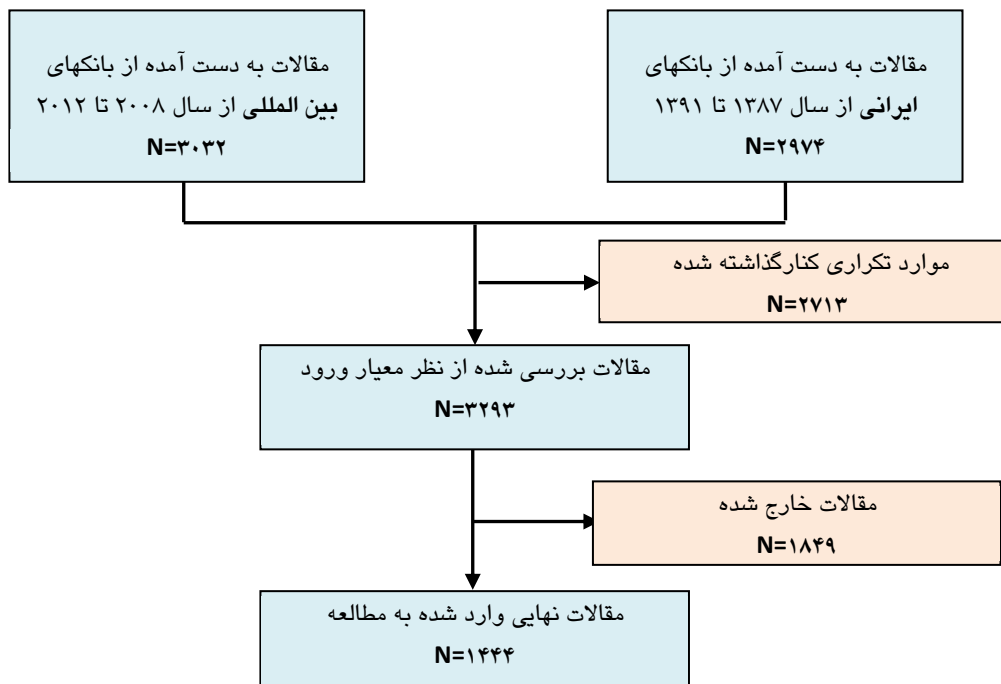 مقالات به دست آمده از بانکهای
ایرانی از سال ۱۳۸۷ تا ۱۳۹۱
N=۲۹۷۴
مقالات به دست آمده از بانکهای
بین المللی از سال ۲۰۰۸ تا ۲۰۱۲
N=۳۰۳۲
موارد تکراری کنارگذاشته شده
N=۲۷۱۳
مقالات بررسی شده از نظر معیار ورود
N=۳۲۹۳
مقالات خارج شده
N=۱۸۴۹
مقالات نهایی وارد شده به مطالعه
N=۱۴۴۴